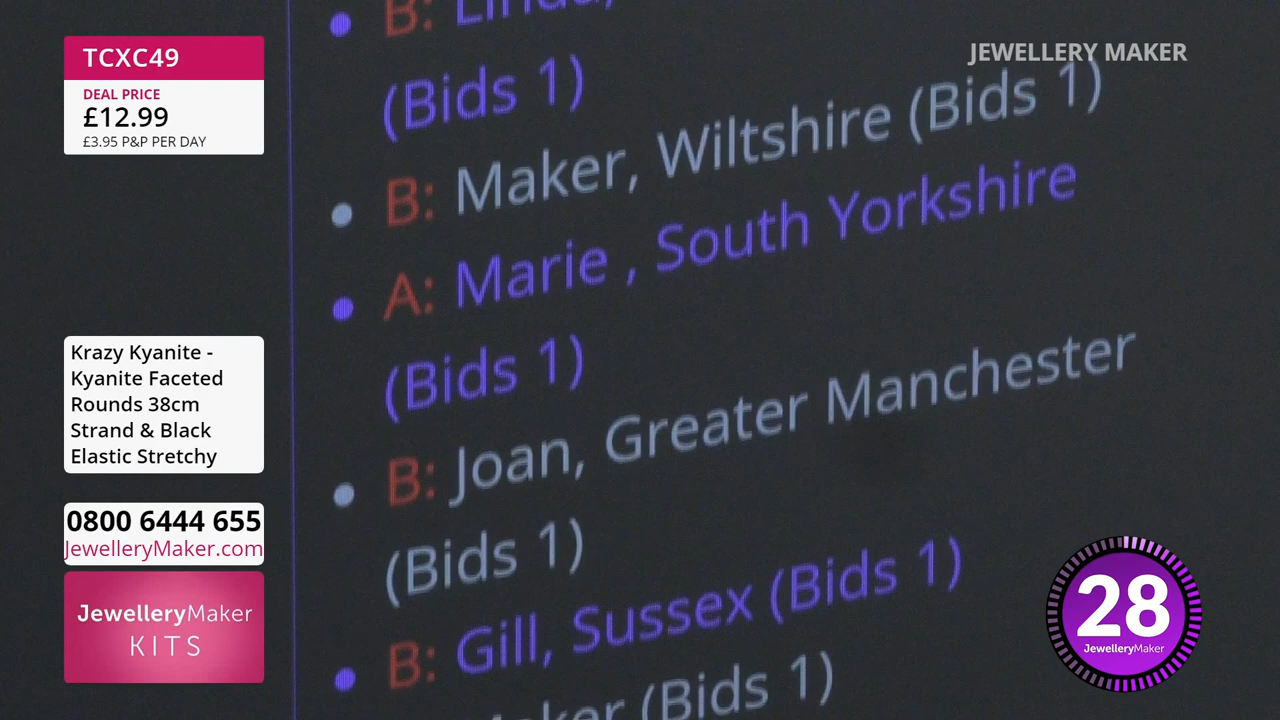 TCXC49
DEAL PRICE
£12.99
£3.95 P&P PER DAY
Krazy Kyanite -
Kyanite Faceted
Rounds 38cm
Strand & Black
Elastic Stretchy
0800 6444 655
JewelleryMaker.com
JewelleryMaker
KITS
JEWELLERY MAKER
B: Linda,
(Bids 1)
B: Maker, Wiltshire (Bids 1)
A: Marie , South Yorkshire
(Bids 1)
B: Joan, Greater Manchester
(Bids 1)
B: Gill, Sussex (Bids 1)
Maker (Bids 1)
28
JewelleryMaker